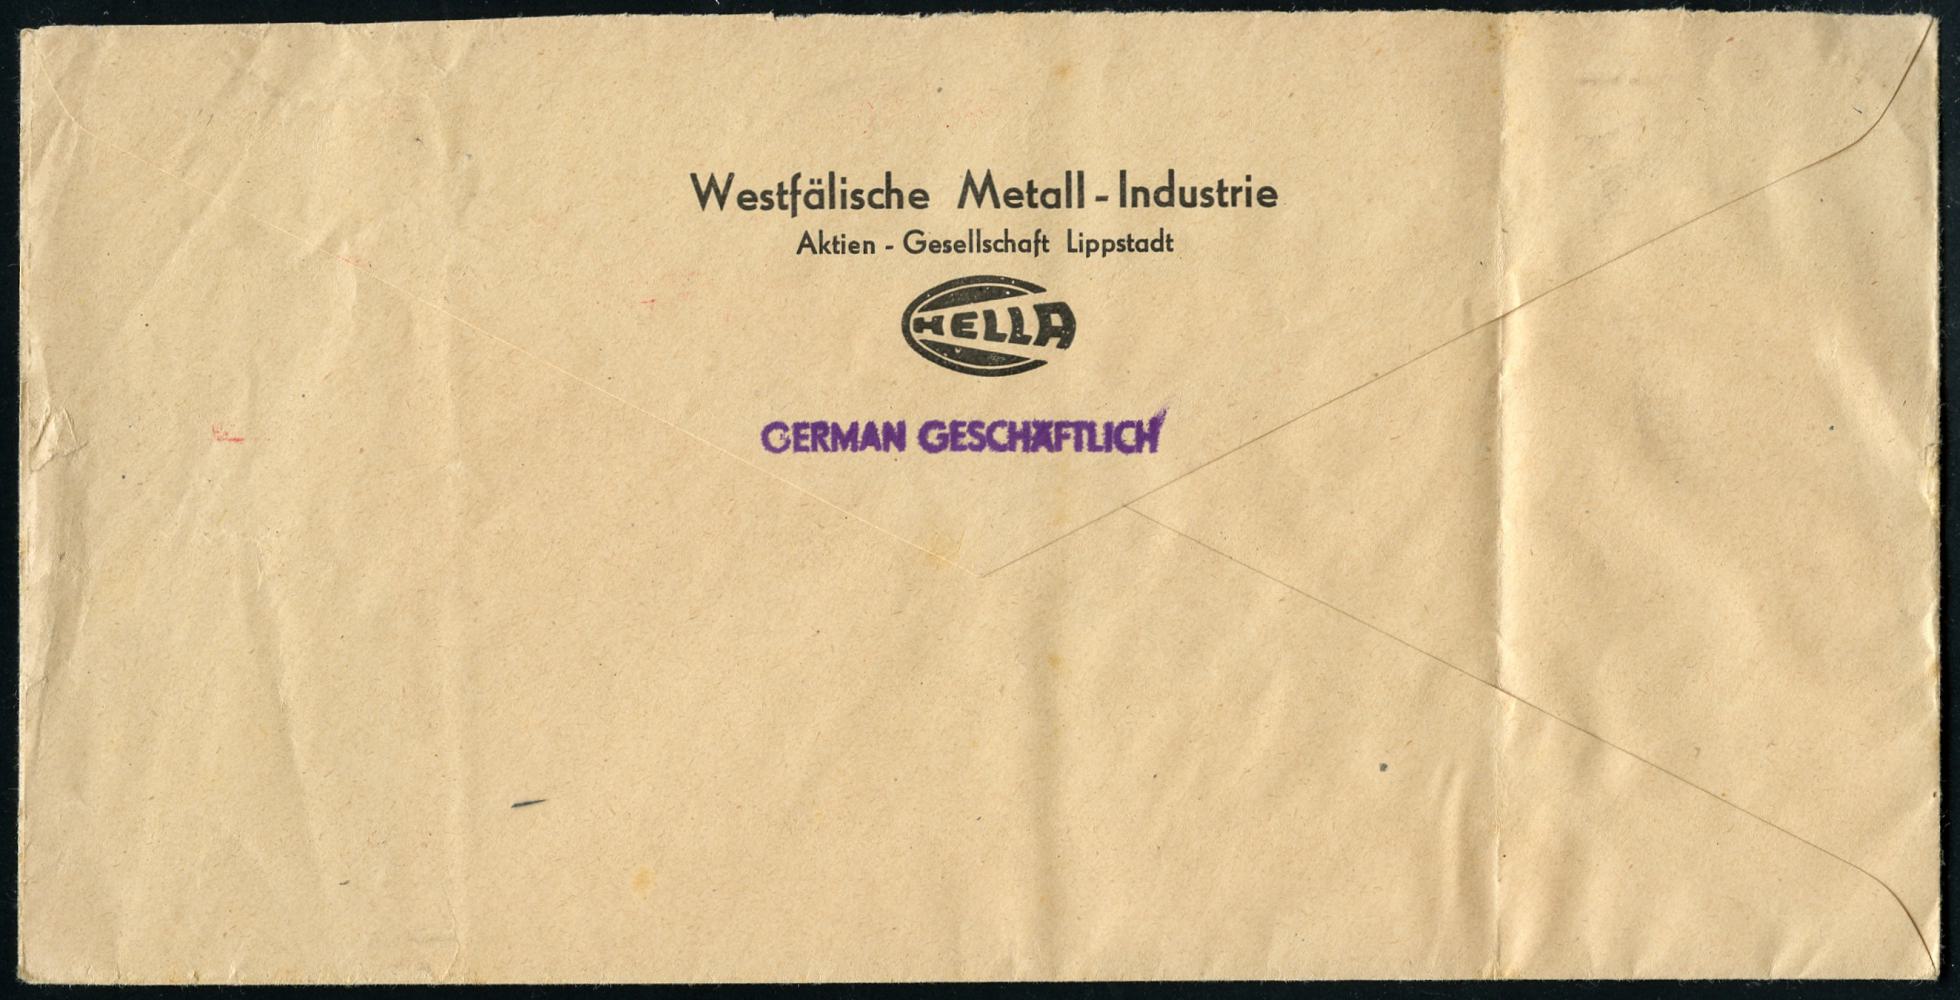 Westfälische Metall-Industrie
Aktien-Gesellschaft Lippstadt
HELLA
GERMAN GESCHÄFTLICH